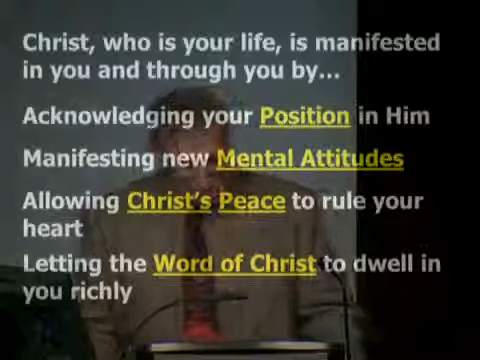 Christ, who is your life, is manifested
in you and through you by...
Acknowledging your Position in Him
Manifesting new Mental Attitudes
Allowing Christ's Peace to rule your
heart
Letting the Word of Christ to dwell in
you richly